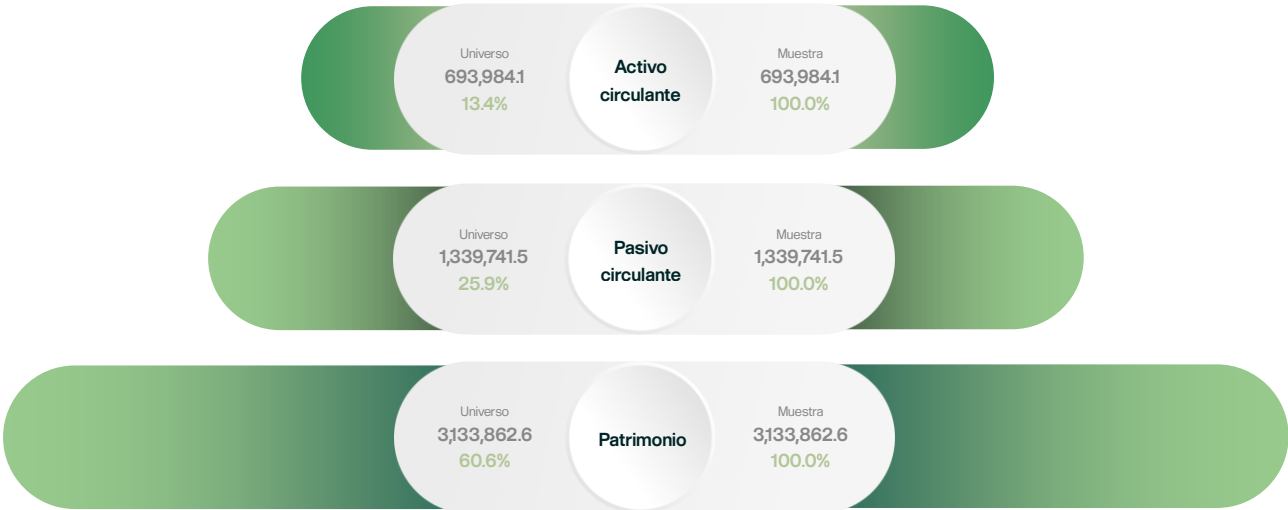 Universo
693,984.1
13.4%
Activo
circulante
Muestra
693,984.1
100.0%
Universo
1,339,741.5
25.9%
Pasivo
circulante
Muestra
1,339,741.5
100.0%
Universo
3,133,862.6
60.6%
Patrimonio
Muestra
3,133,862.6
100.0%